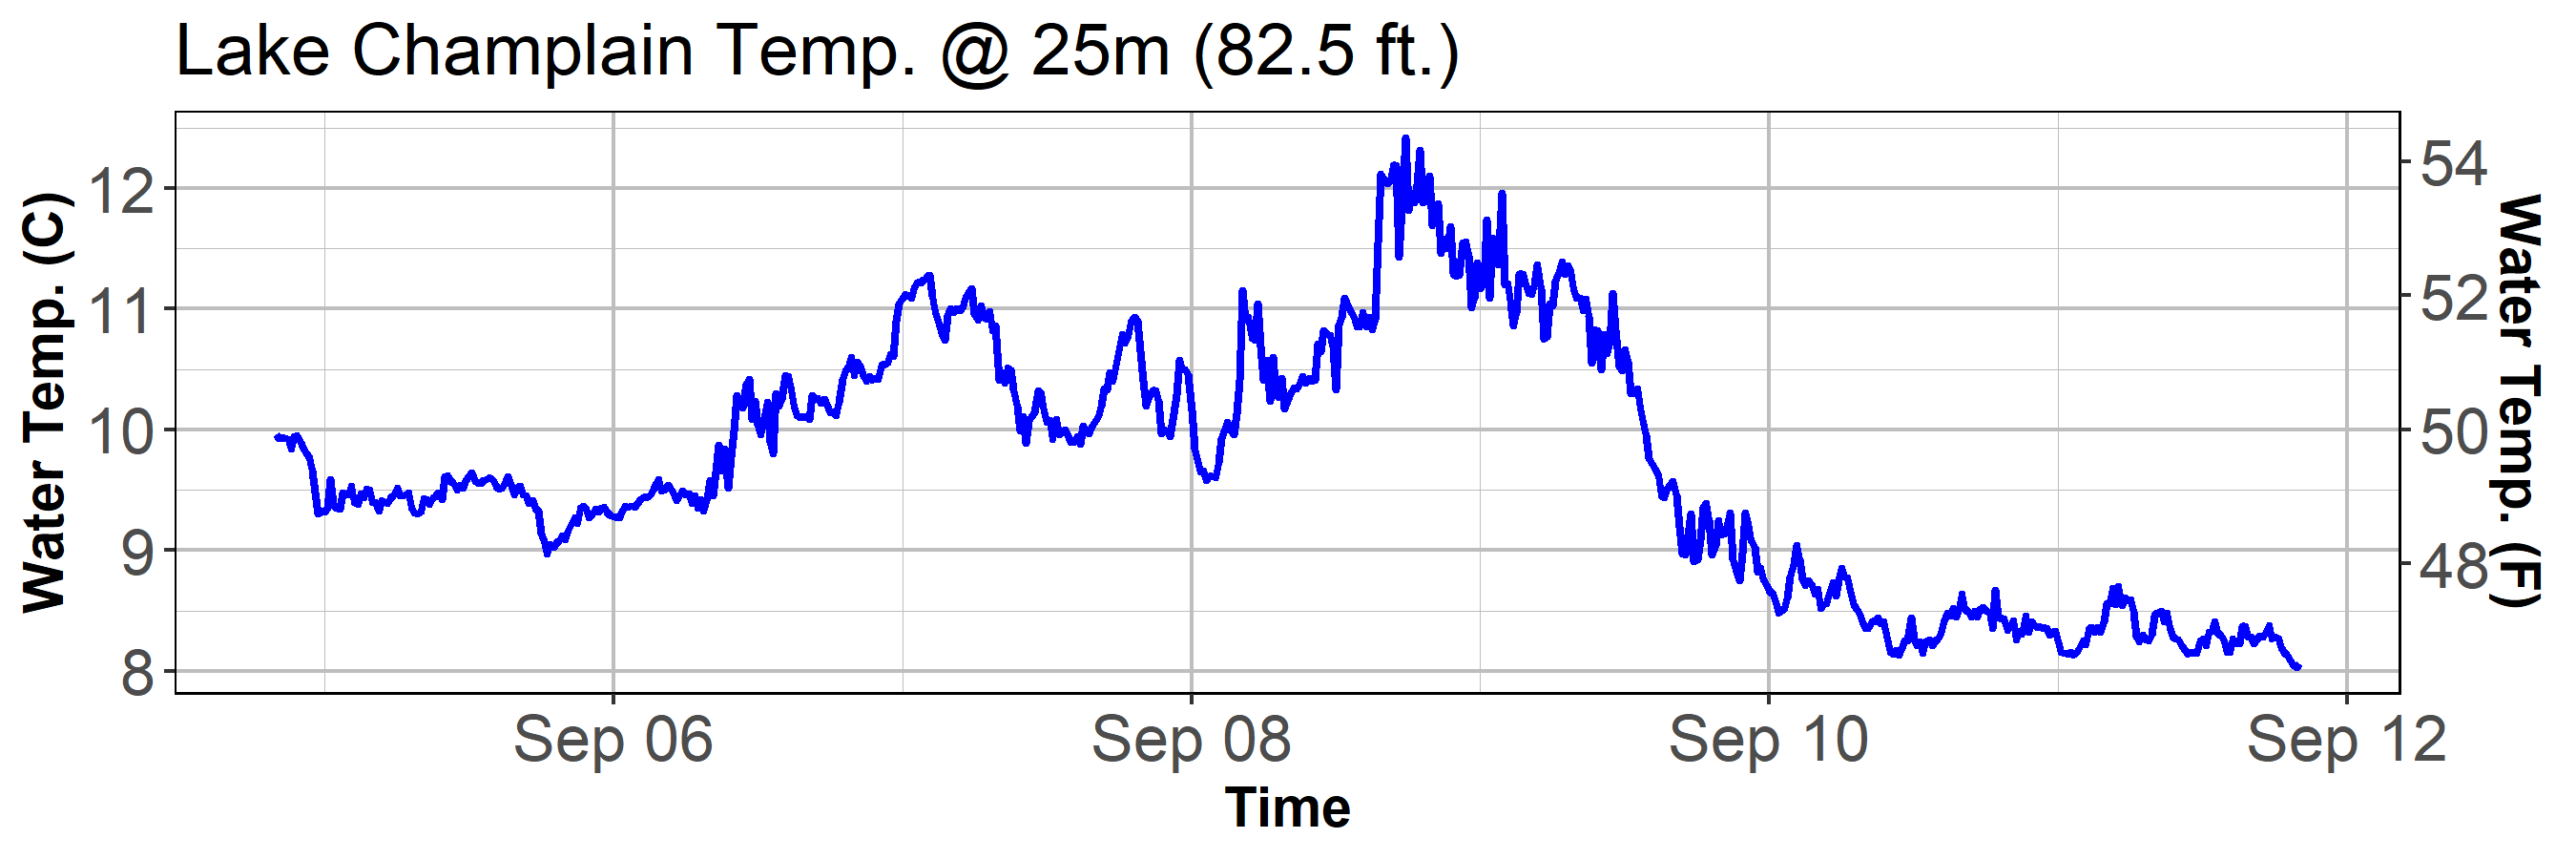 Lake Champlain Temp. @ 25m (82.5 ft.)
Water Temp. (C)
12
11
10
9
8
54
52
50
48
Water Temp. (F)
Sep 06
Sep 08
Sep 10
Sep 12
Time